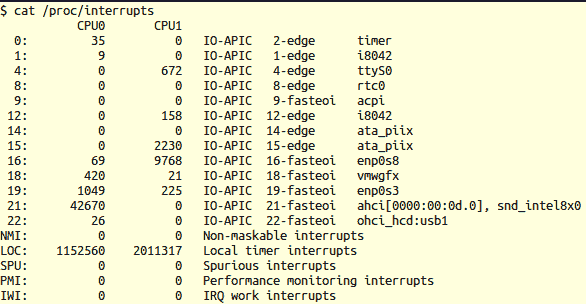 $ cat /proc/interrupts
CPU0 CPU1
0: 35 0 IO-APIC 2-edge timer
1: 9 0 IO-APIC 1-edge i8042
4: 0 672 IO-APIC 4-edge ttyS0
8: 0 0 IO-APIC 8-edge rtc0
9: 0 0 IO-APIC 9-fasteoi acpi
12: 0 158 IO-APIC 12-edge i8042
14: 0 0 IO-APIC 14-edge ata_piix
15: 0 2230 IO-APIC 15-edge ata_piix
16: 69 9768 IO-APIC 16-fasteoi enp0s8
18: 420 21 IO-APIC 18-fasteoi vmwgfx
19: 1049 225 IO-APIC 19-fasteoi enp0s3
21: 42670 0 IO-APIC 21-fasteoi ahci[0000:00:0d.0], snd_intel8x0
22: 26 0 IO-APIC 22-fasteoi ohci_hcd:usb1
NMI: 0 0 Non-maskable interrupts
LOC: 1152560 2011317 Local timer interrupts
SPU: 0 0 Spurious interrupts
PMI: 0 0 Performance monitoring interrupts
IWI: 0 0 IRQ work interrupts